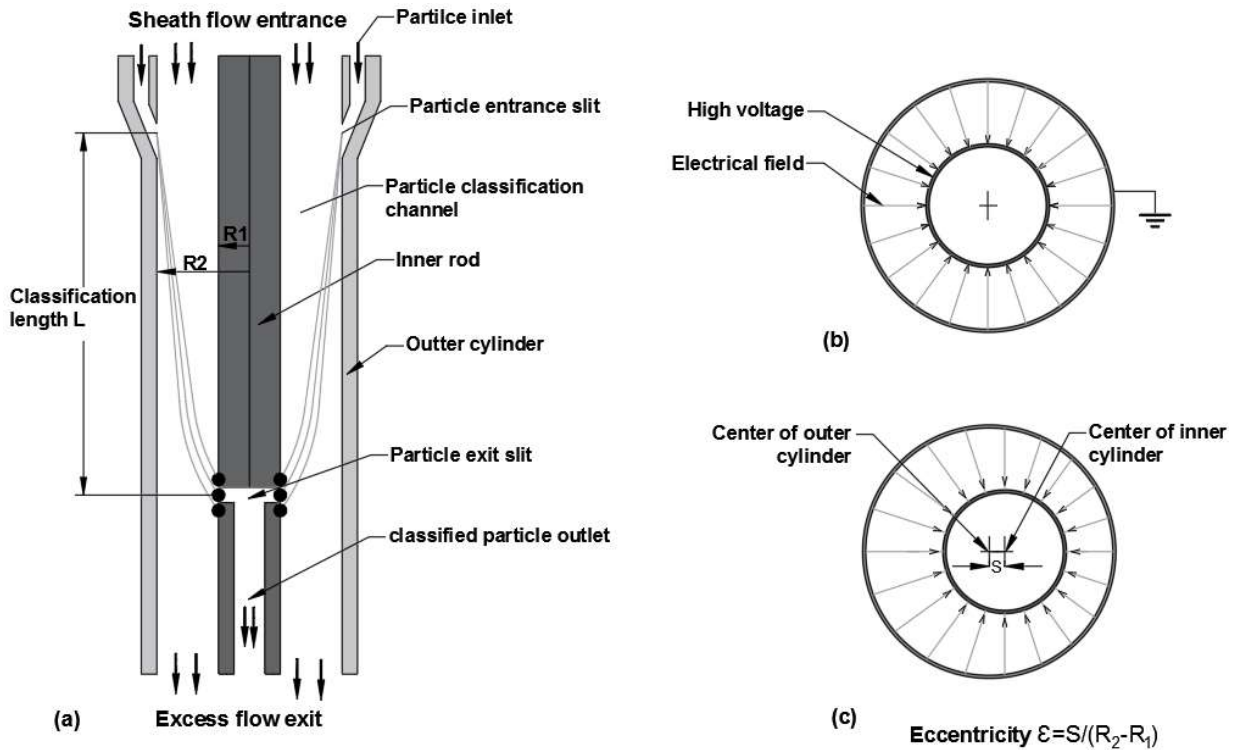 Sheath flow entrance
Partilce inlet
Particle entrance slit
Particle classification
channel
R1
R2
Inner rod
Classification
length L
Outter cylinder
Particle exit slit
classified particle outlet
(a)
Excess flow exit
High voltage
Electrical field
(b)
Center of outer
cylinder
Center of inner
cylinder
S
(c)
Eccentricity Ɛ=S/(R₂-R₁)